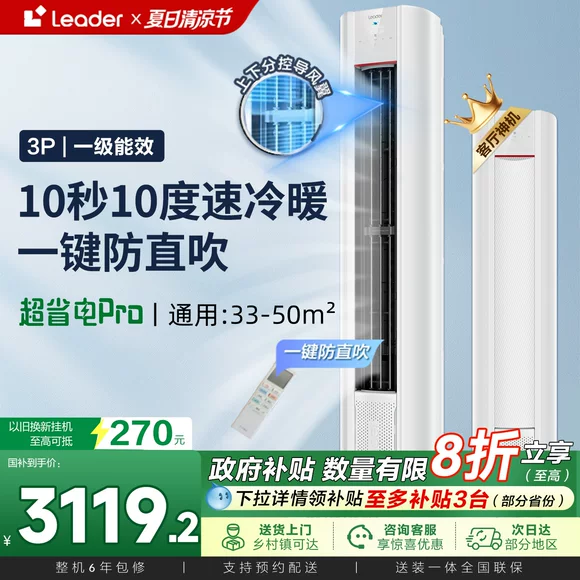 Leader × 夏日清凉节
上下分控导风翼
Leader
客厅神机
3P 一级能效
10秒10度速冷暖
一键防直吹
超省电Pro 通用:33-50m²
一键防直吹
以旧换新挂机
至高可抵 270元
国补到手价:
¥3119.2
政府补贴 数量有限 8折立享(至高)
下拉详情领补贴 至多补贴3台(部分省份)
送货上门
乡村镇可达
咨询客服
享惊喜优惠
次日达
部分地区
整机6年包修 支持预约配送 送装一体全国联保